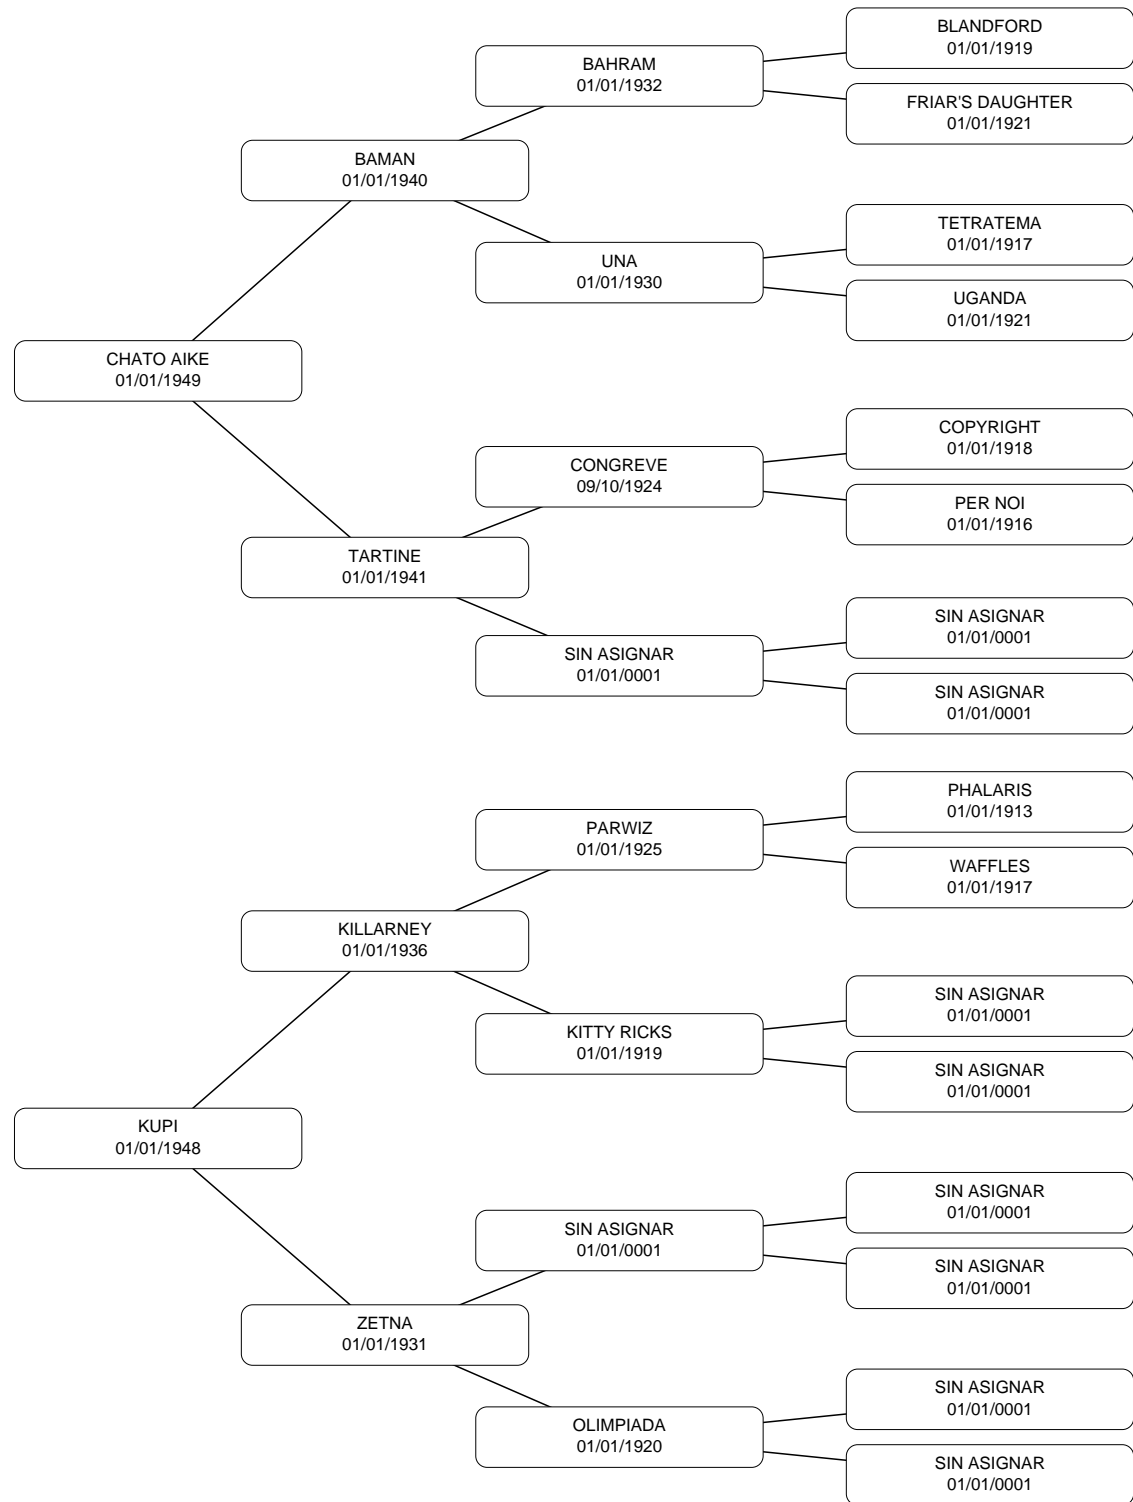 BLANDFORD
01/01/1919
BAHRAM
01/01/1932
FRIAR'S DAUGHTER
01/01/1921
BAMAN
01/01/1940
TETRATEMA
01/01/1917
UNA
01/01/1930
UGANDA
01/01/1921
CHATO AIKE
01/01/1949
COPYRIGHT
01/01/1918
CONGREVE
09/10/1924
PER NOI
01/01/1916
TARTINE
01/01/1941
SIN ASIGNAR
01/01/0001
SIN ASIGNAR
01/01/0001
SIN ASIGNAR
01/01/0001
PHALARIS
01/01/1913
PARWIZ
01/01/1925
WAFFLES
01/01/1917
KILLARNEY
01/01/1936
SIN ASIGNAR
01/01/0001
KITTY RICKS
01/01/1919
SIN ASIGNAR
01/01/0001
KUPI
01/01/1948
SIN ASIGNAR
01/01/0001
SIN ASIGNAR
01/01/0001
SIN ASIGNAR
01/01/0001
ZETNA
01/01/1931
SIN ASIGNAR
01/01/0001
OLIMPIADA
01/01/1920
SIN ASIGNAR
01/01/0001